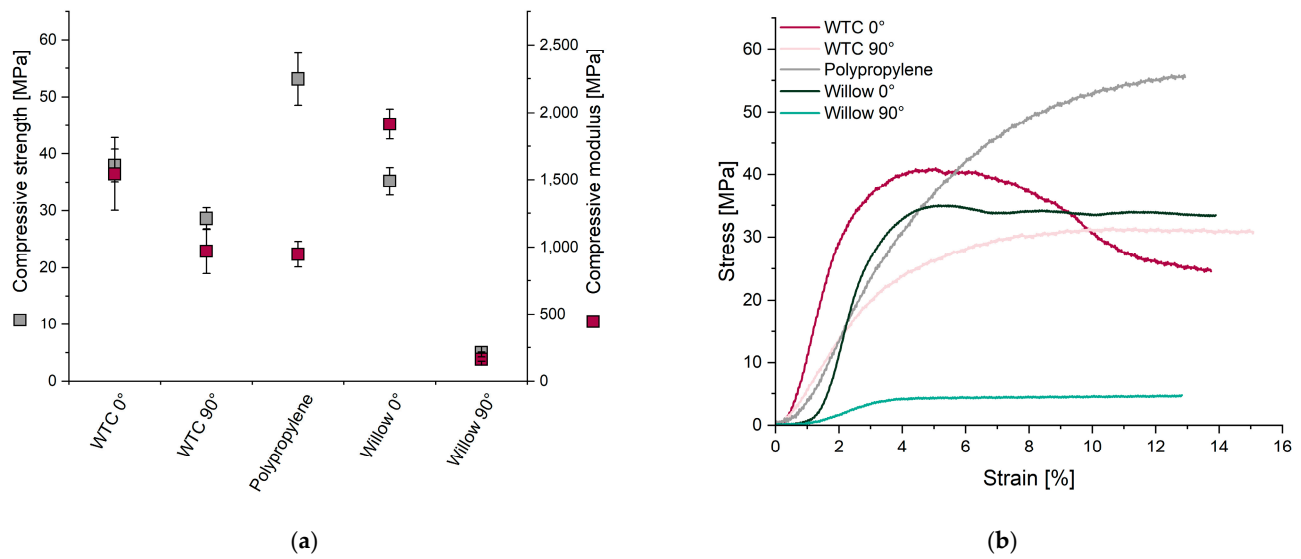 Compressive strength [MPa]
60
50
40
30
20
10
0
2,500
2,000
1,500
1,000
500
0
Compressive modulus [MPa]
WTC 0°
WTC 90°
Polypropylene
Willow 0°
Willow 90°
(a)
WTC 0°
WTC 90°
Polypropylene
Willow 0°
Willow 90°
Stress [MPa]
60
50
40
30
20
10
0
0 2 4 6 8 10 12 14 16
Strain [%]
(b)